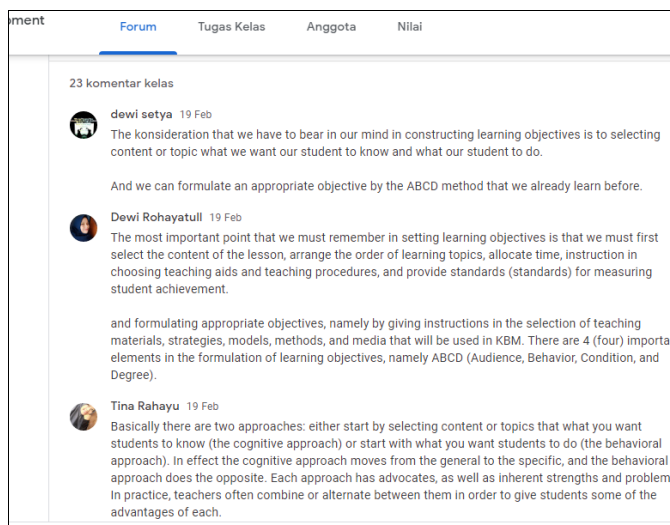 Forum Tugas Kelas Anggota Nilai
23 komentar kelas
dewi setya 19 Feb
The konsideration that we have to bear in our mind in constructing learning objectives is to selecting
content or topic what we want our student to know and what our student to do.
And we can formulate an appropriate objective by the ABCD method that we already learn before.
Dewi Rohayatull 19 Feb
The most important point that we must remember in setting learning objectives is that we must first
select the content of the lesson, arrange the order of learning topics, allocate time, instruction in
choosing teaching aids and teaching procedures, and provide standards (standards) for measuring
student achievement.
and formulating appropriate objectives, namely by giving instructions in the selection of teaching
materials, strategies, models, methods, and media that will be used in KBM. There are 4 (four)
elements in the formulation of learning objectives, namely ABCD (Audience, Behavior, Condition, and
Degree).
Tina Rahayu 19 Feb
Basically there are two approaches: either start by selecting content or topics that what you want
students to know (the cognitive approach) or start with what you want students to do (the behavioral
approach). In effect the cognitive approach moves from the general to the specific, and the behavioral
approach does the opposite. Each approach has advocates, as well as inherent strengths and
In practice, teachers often combine or alternate between them in order to give students some of the
advantages of each.